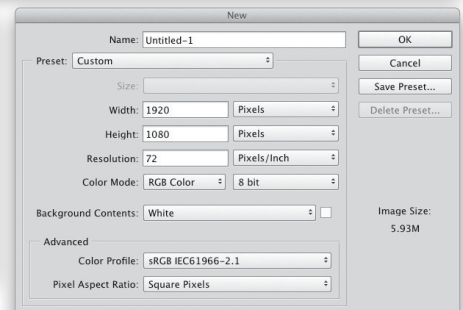 New
Name: Untitled-1
OK
Preset: Custom
Cancel
Size:
Save Preset...
Width: 1920 Pixels
Delete Preset...
Height: 1080 Pixels
Resolution: 72 Pixels/Inch
Color Mode: RGB Color 8 bit
Background Contents: White
Image Size:
5.93M
Advanced
Color Profile: sRGB IEC61966-2.1
Pixel Aspect Ratio: Square Pixels